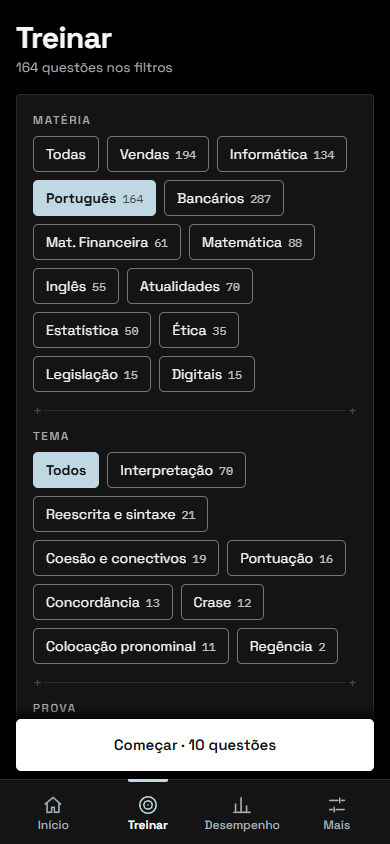 Treinar
164 questões nos filtros
MATÉRIA
Todas Vendas 194 Informática 134
Português 164 Bancários 287
Mat. Financeira 61 Matemática 88
Inglês 55 Atualidades 70
Estatística 50 Ética 35
Legislação 15 Digitais 15
TEMA
Todos Interpretação 70
Reescrita e sintaxe 21
Coesão e conectivos 19 Pontuação 16
Concordância 13 Crase 12
Colocação pronominal 11 Regência 2
PROVA
Começar · 10 questões
Início Treinar Desempenho Mais